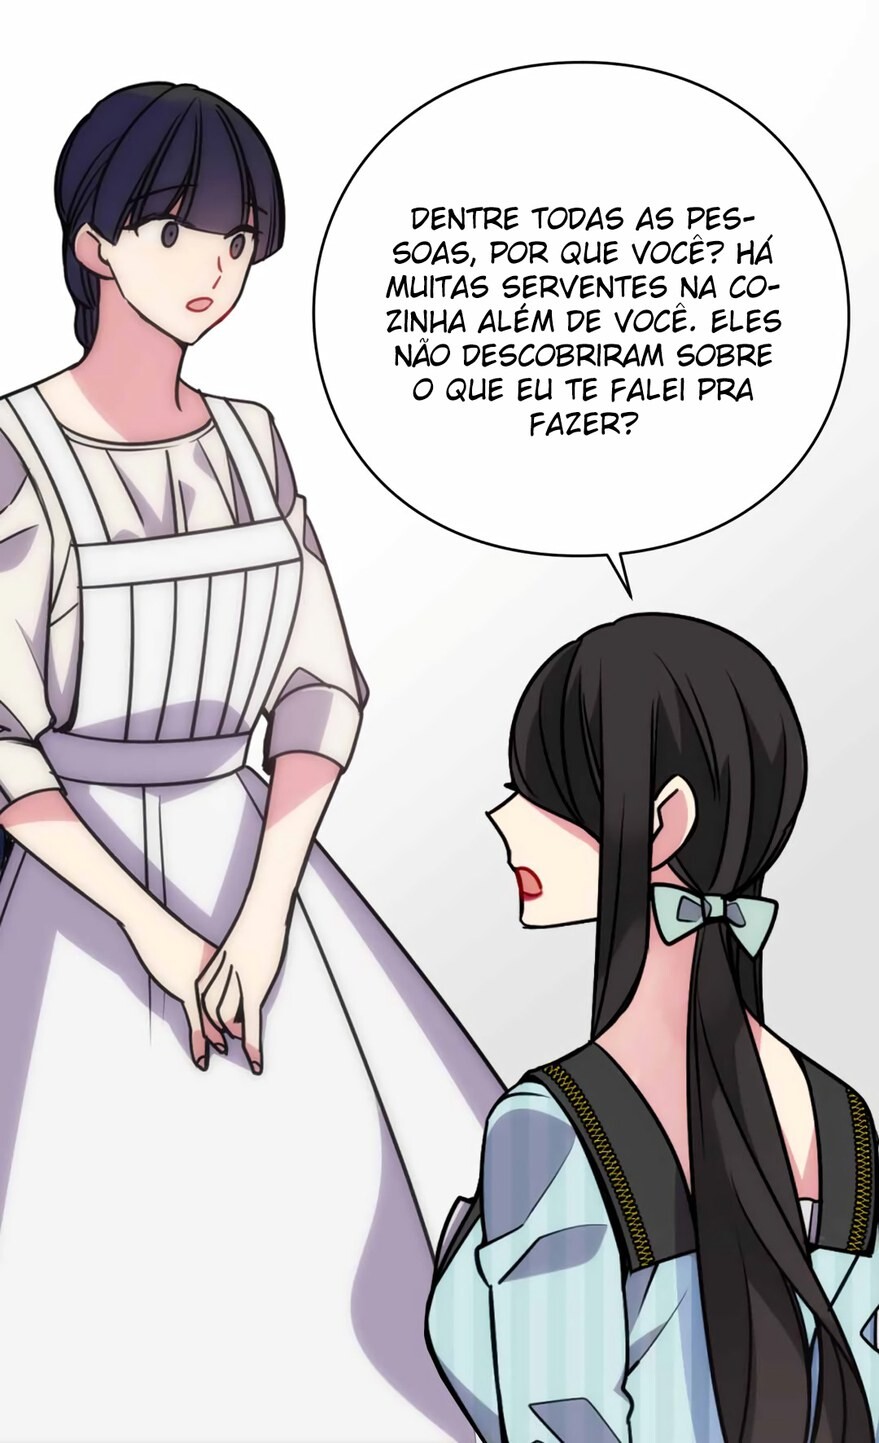 DENTRE TODAS AS PES-
SOAS, POR QUE VOCÊ? HÁ
MUITAS SERVENTES NA CO-
ZINHA ALÉM DE VOCÊ. ELES
NÃO DESCOBRIRAM SOBRE
O QUE EU TE FALEI PRA
FAZER?